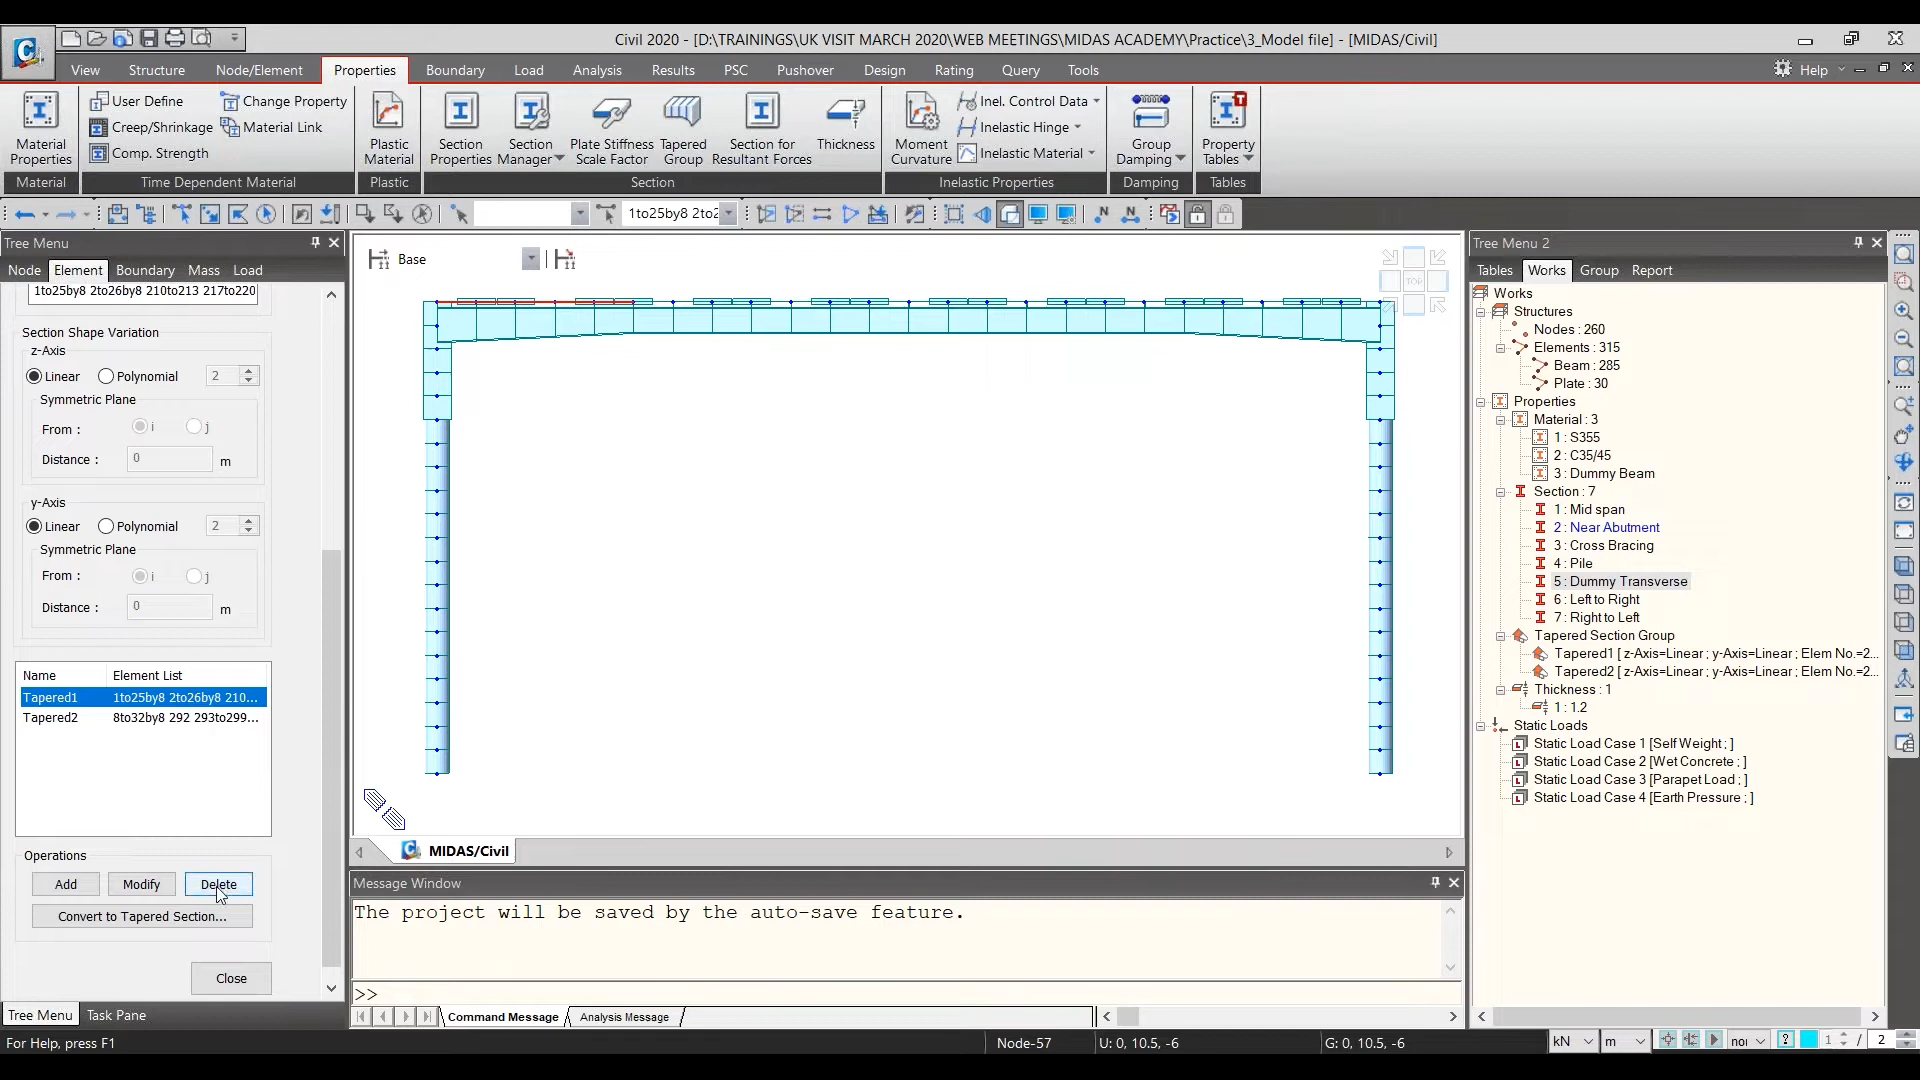 Civil 2020 - [D:\TRAININGS\UK VISIT MARCH 2020\WEB MEETINGS\MIDAS ACADEMY\Practice\3_Model file] - [MIDAS/Civil]
View Structure Node/Element Properties Boundary Load Analysis Results PSC Pushover Design Rating Query Tools Help
Material Properties
User Define
Creep/Shrinkage
Comp. Strength
Change Property
Material Link
Plastic Material
Section Properties
Section Manager
Plate Stiffness Scale Factor
Tapered Group
Section for Resultant Forces
Thickness
Moment Curvature
Inel. Control Data
Inelastic Hinge
Inelastic Material
Group Damping
Property Tables
Material Time Dependent Material Plastic Section Inelastic Properties Damping Tables
1to25by8 2to2
Tree Menu
Node Element Boundary Mass Load
1to25by8 2to26by8 210to213 217to220
Section Shape Variation
z-Axis
Linear Polynomial 2
Symmetric Plane
From : i j
Distance : 0 m
y-Axis
Linear Polynomial 2
Symmetric Plane
From : i j
Distance : 0 m
Name Element List
Tapered1 1to25by8 2to26by8 210...
Tapered2 8to32by8 292 293to299...
Operations
Add Modify Delete
Convert to Tapered Section...
Close
Tree Menu Task Pane
Base
TOP
MIDAS/Civil
Message Window
The project will be saved by the auto-save feature.
>>
Command Message Analysis Message
Tree Menu 2
Tables Works Group Report
Works
Structures
Nodes : 260
Elements : 315
Beam : 285
Plate : 30
Properties
Material : 3
1 : S355
2 : C35/45
3 : Dummy Beam
Section : 7
1 : Mid span
2 : Near Abutment
3 : Cross Bracing
4 : Pile
5 : Dummy Transverse
6 : Left to Right
7 : Right to Left
Tapered Section Group
Tapered1 [ z-Axis=Linear ; y-Axis=Linear ; Elem No.=2...
Tapered2 [ z-Axis=Linear ; y-Axis=Linear ; Elem No.=2...
Thickness : 1
1 : 1.2
Static Loads
Static Load Case 1 [Self Weight ; ]
Static Load Case 2 [Wet Concrete ; ]
Static Load Case 3 [Parapet Load ; ]
Static Load Case 4 [Earth Pressure ; ]
For Help, press F1 Node-57 U: 0, 10.5, -6 G: 0, 10.5, -6 kN m noi 1 / 2